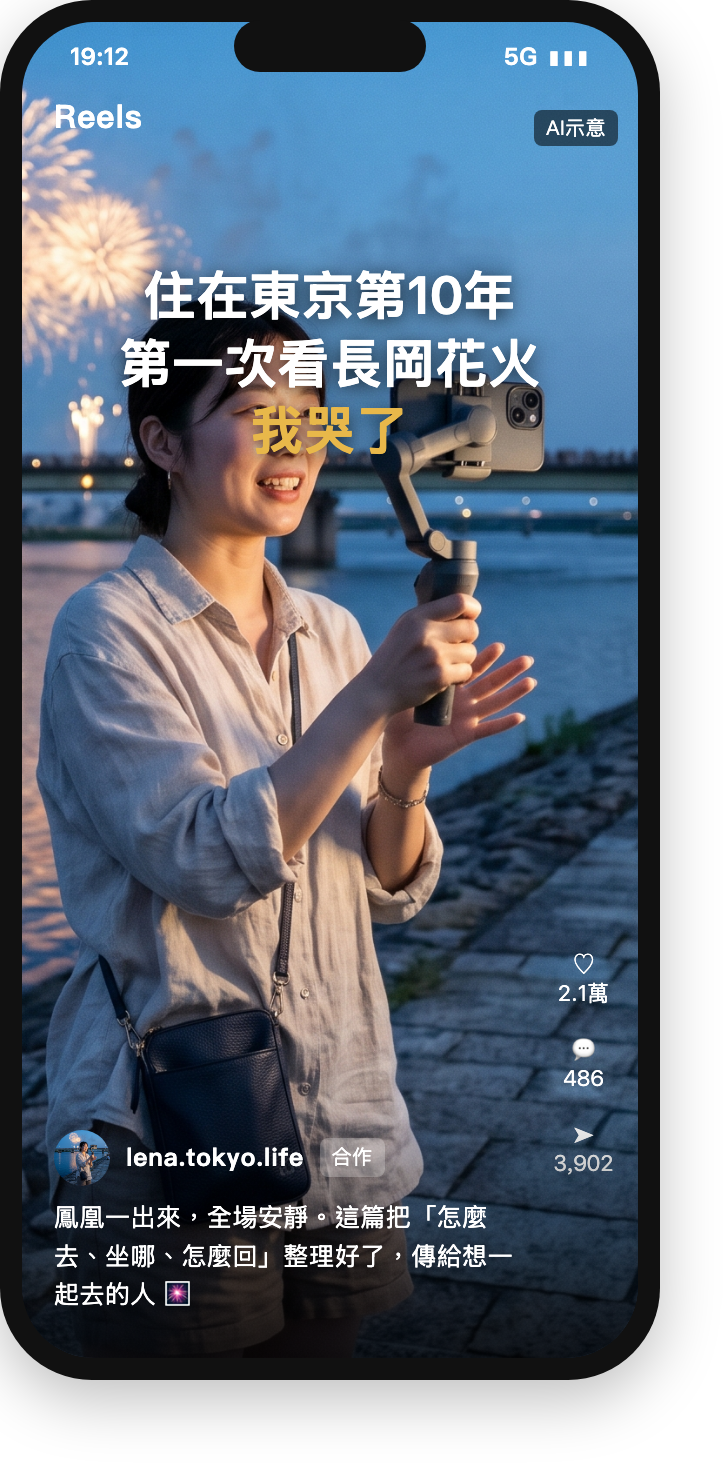 19:12
5G
Reels
AI示意
住在東京第10年
第一次看長岡花火
我哭了
2.1萬
486
3,902
lena.tokyo.life
合作
鳳凰一出來，全場安靜。這篇把「怎麼
去、坐哪、怎麼回」整理好了，傳給想一
起去的人 🎆